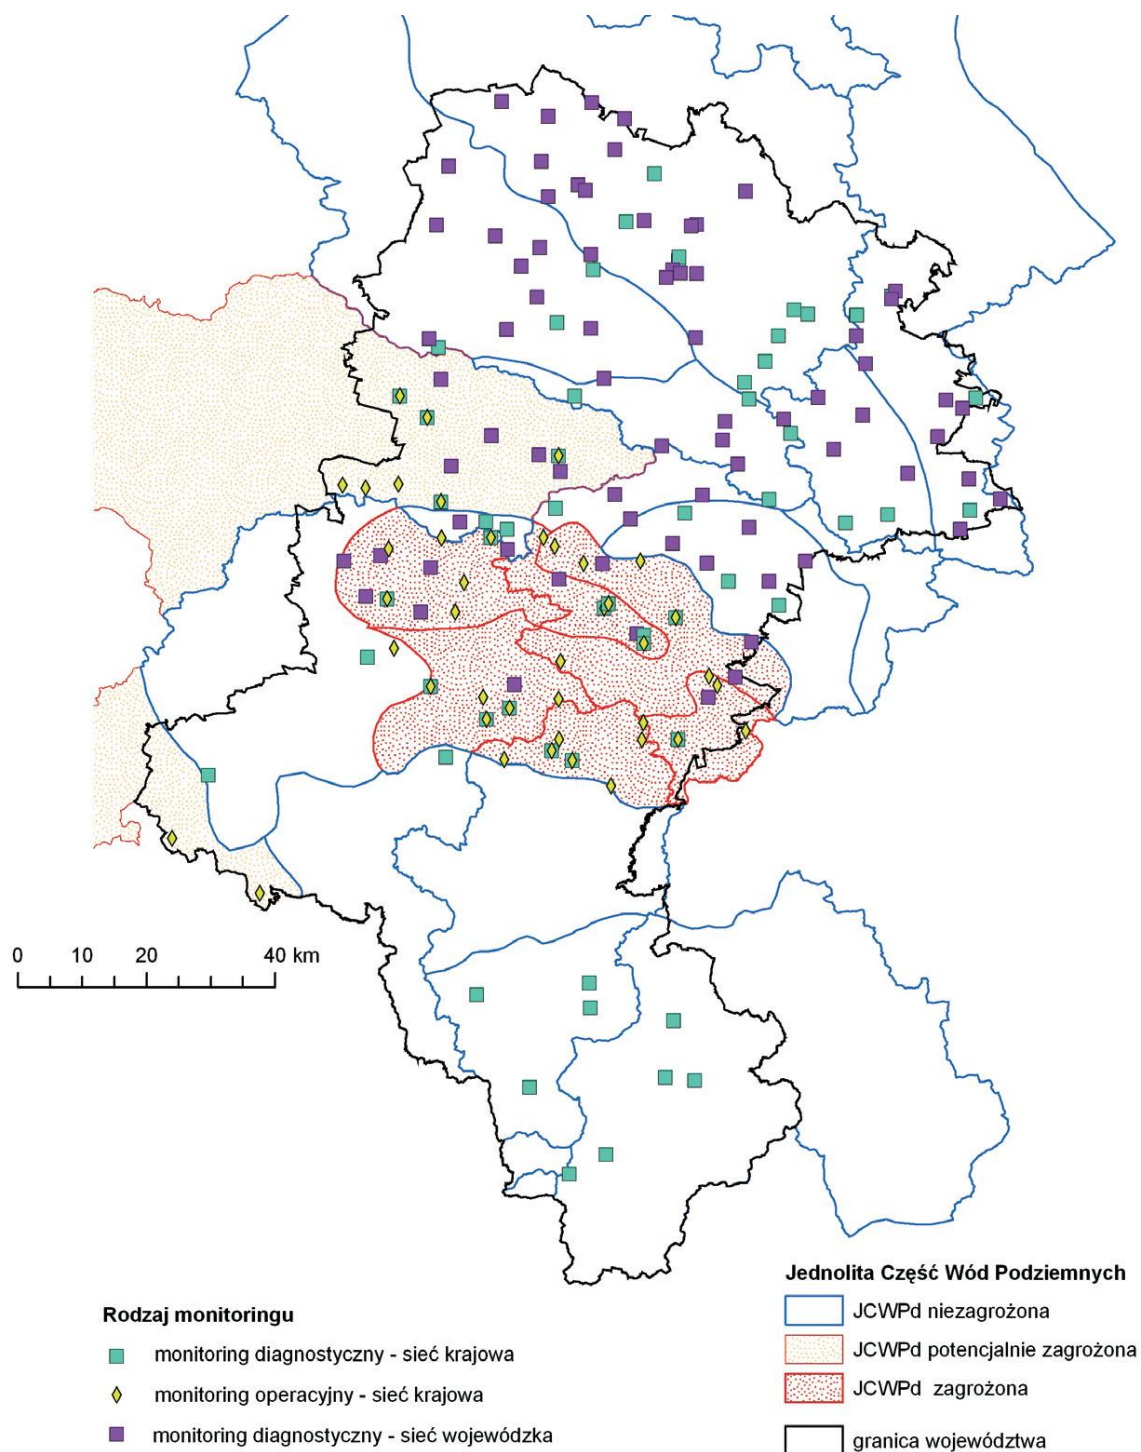 0 10 20 40 km
Rodzaj monitoringu
monitoring diagnostyczny - sieć krajowa
monitoring operacyjny - sieć krajowa
monitoring diagnostyczny - sieć wojewódzka
Jednolita Część Wód Podziemnych
JCWPd niezagrożona
JCWPd potencjalnie zagrożona
JCWPd zagrożona
granica województwa